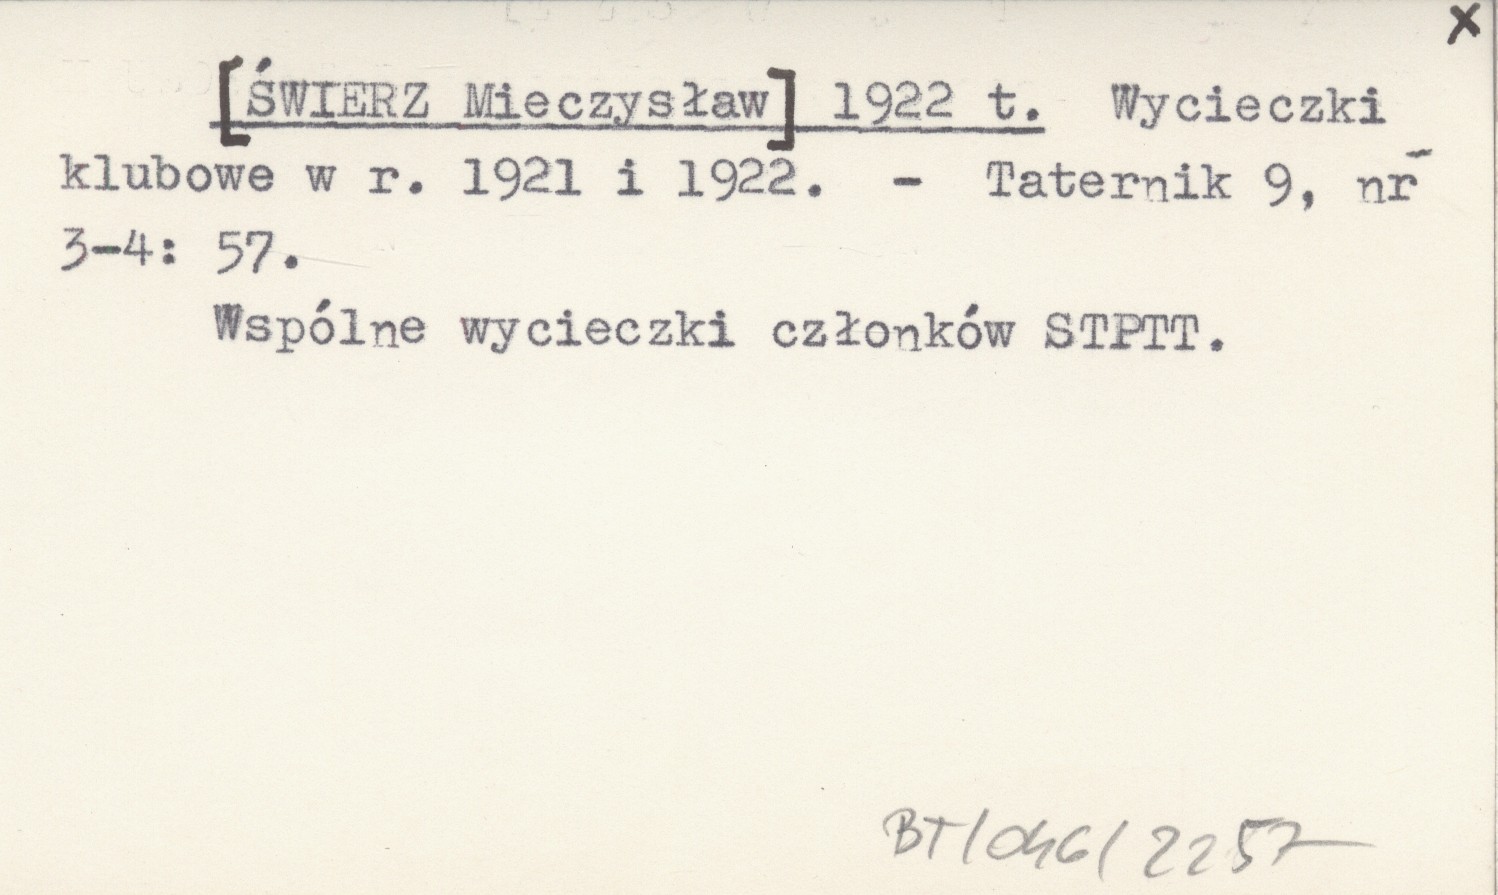 x
[ŚWIERZ Mieczysław] 1922 t. Wycieczki
klubowe w r. 1921 i 1922. - Taternik 9, nr
3-4: 57.
Wspólne wycieczki członków STPTT.
BT/046/2257